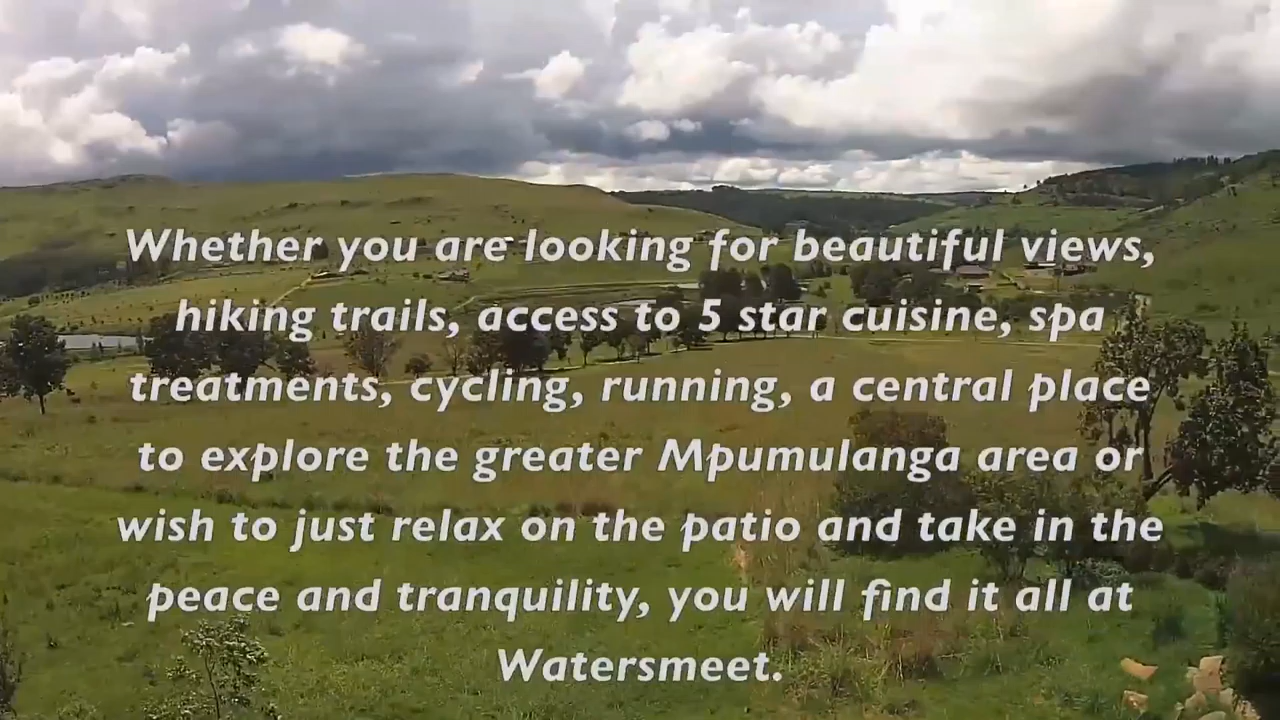 Whether you are looking for beautiful views,
hiking trails, access to 5 star cuisine, spa
treatments, cycling, running, a central place
to explore the greater Mpumulanga area or
wish to just relax on the patio and take in the
peace and tranquility, you will find it all at
Watersmeet.